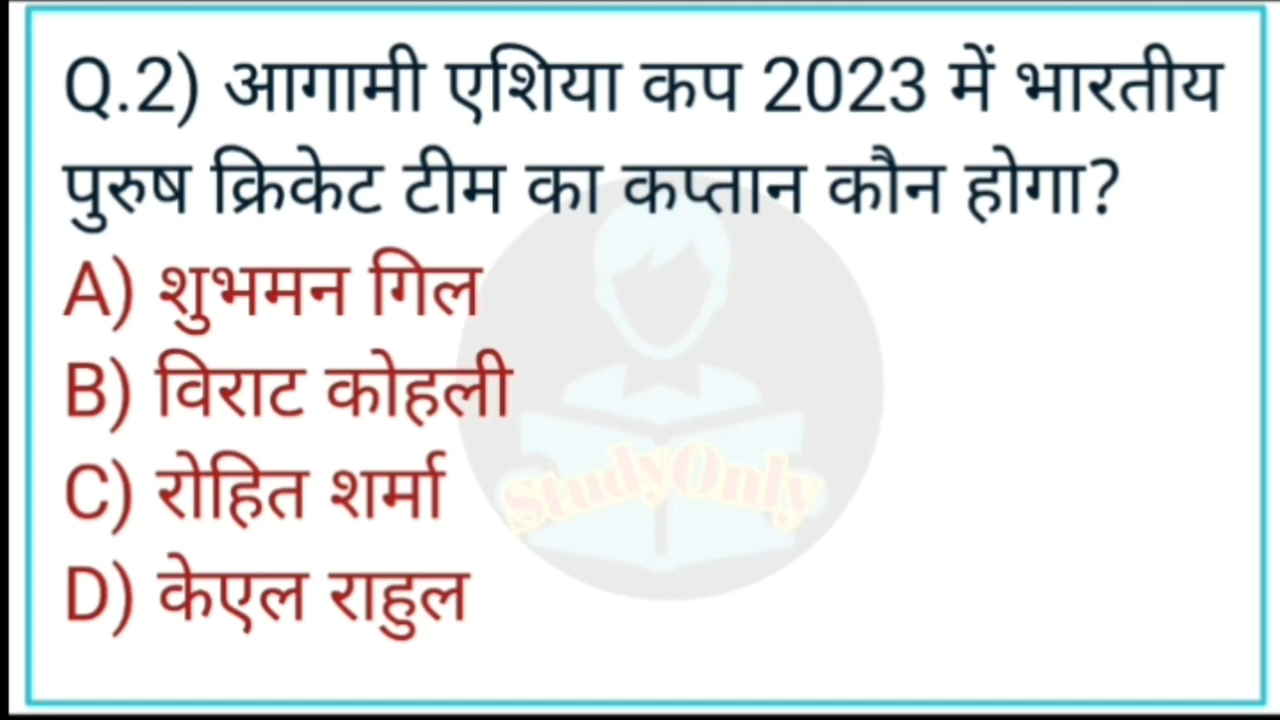 Q.2) आगामी एशिया कप 2023 में भारतीय
पुरुष क्रिकेट टीम का कप्तान कौन होगा?
A) शुभमन गिल
B) विराट कोहली
C) रोहित शर्मा
StudyOnly
D) केएल राहुल